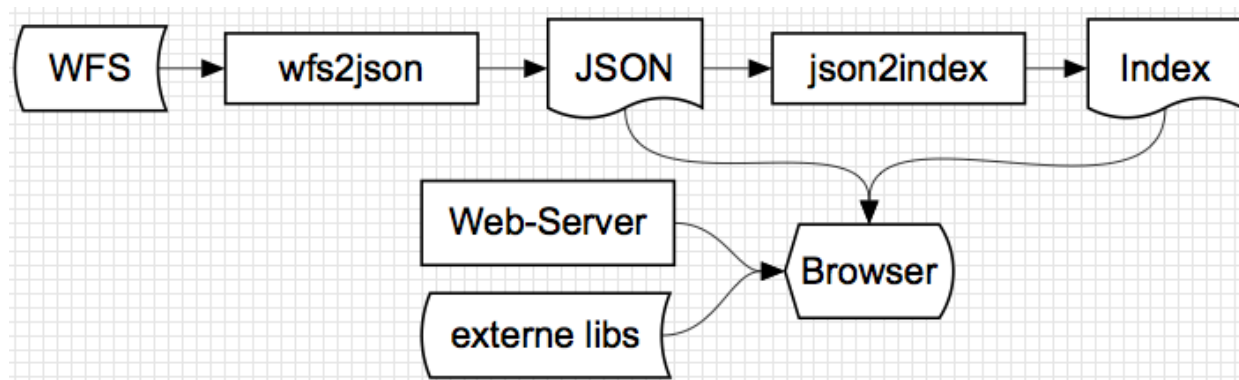 WFS
wfs2json
JSON
json2index
Index
Web-Server
Browser
externe libs